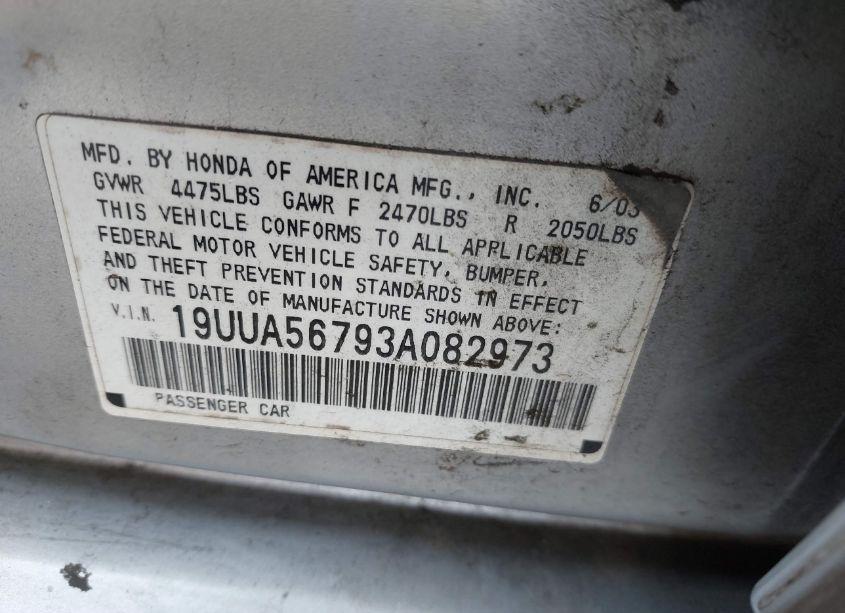 MFD. BY HONDA OF AMERICA MFG., INC. 6/03
GVWR 4475LBS GAWR F 2470LBS R 2050LBS
THIS VEHICLE CONFORMS TO ALL APPLICABLE
FEDERAL MOTOR VEHICLE SAFETY, BUMPER,
AND THEFT PREVENTION STANDARDS IN EFFECT
ON THE DATE OF MANUFACTURE SHOWN ABOVE:
V.I.N. 19UUA56793A082973
PASSENGER CAR